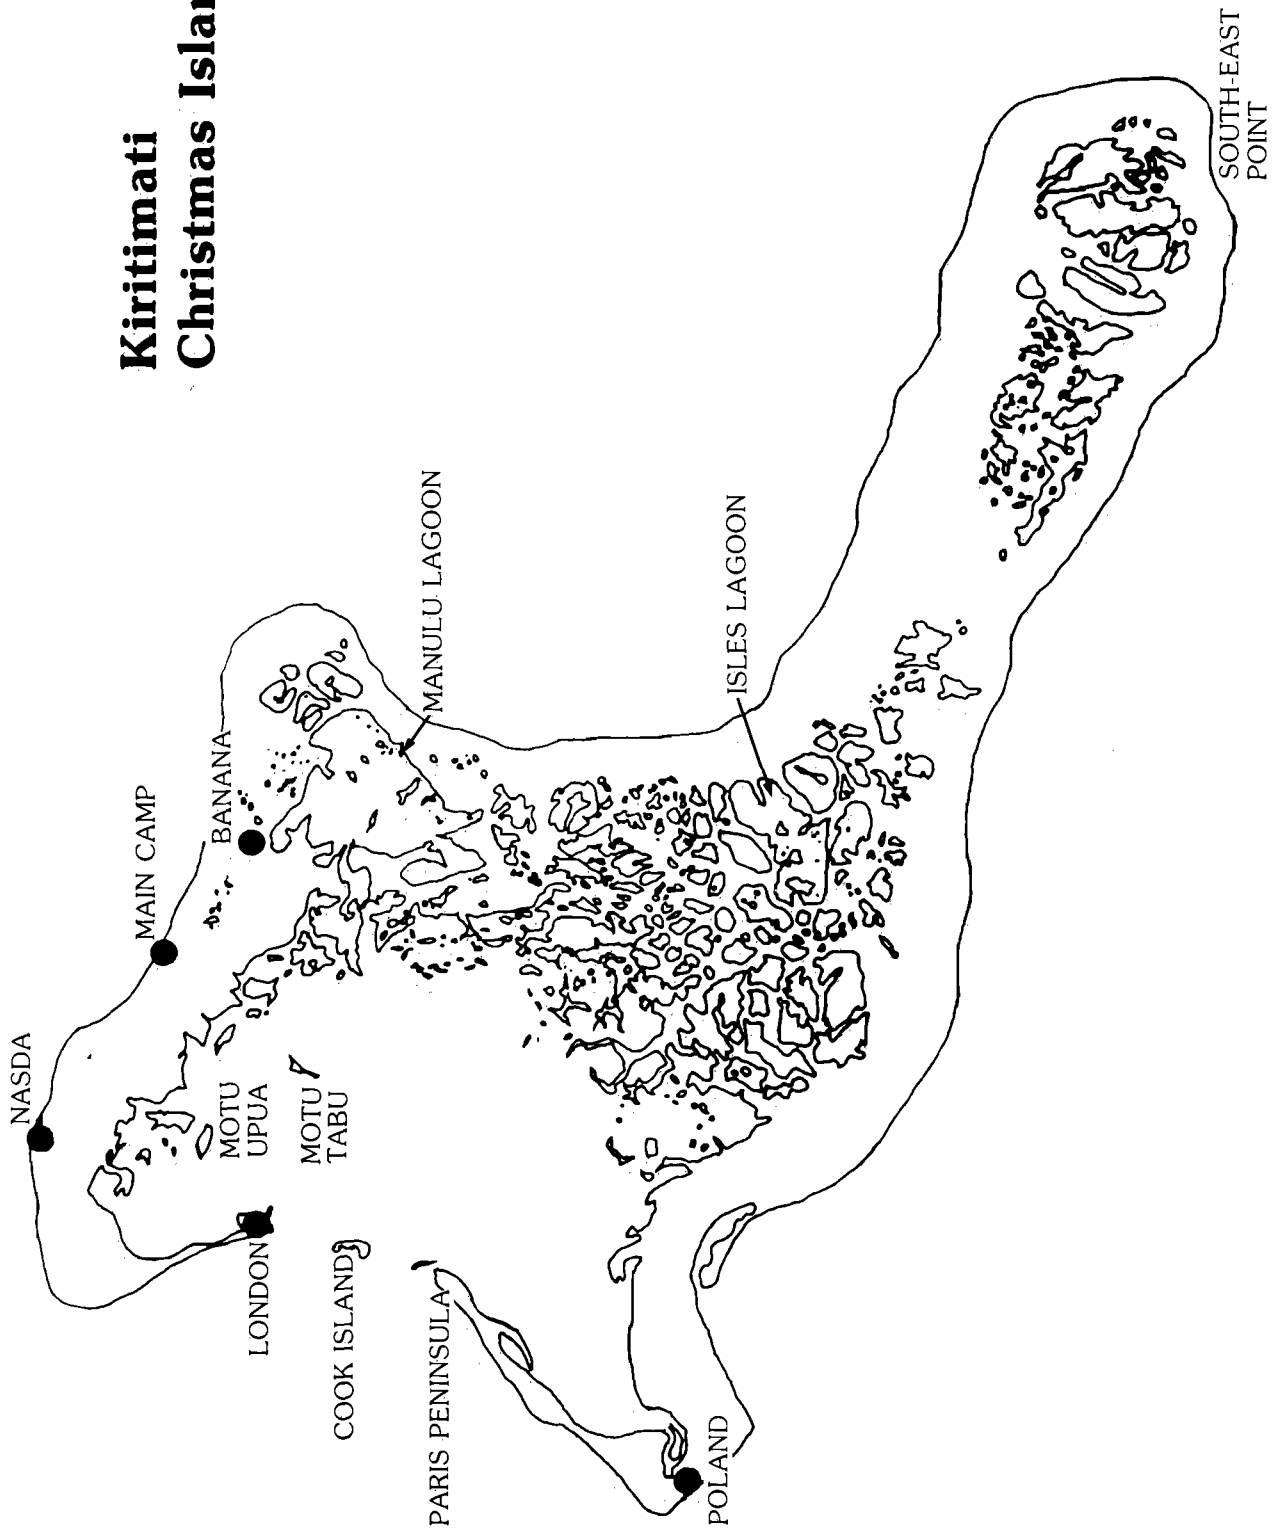 Kiritimati
Christmas Islan
NASDA
MAIN CAMP
BANANA
MOTU
UPUA
MOTU
TABU
LONDON
COOK ISLAND
MANULU LAGOON
PARIS PENINSULA
ISLES LAGOON
POLAND
SOUTH-EAST
POINT